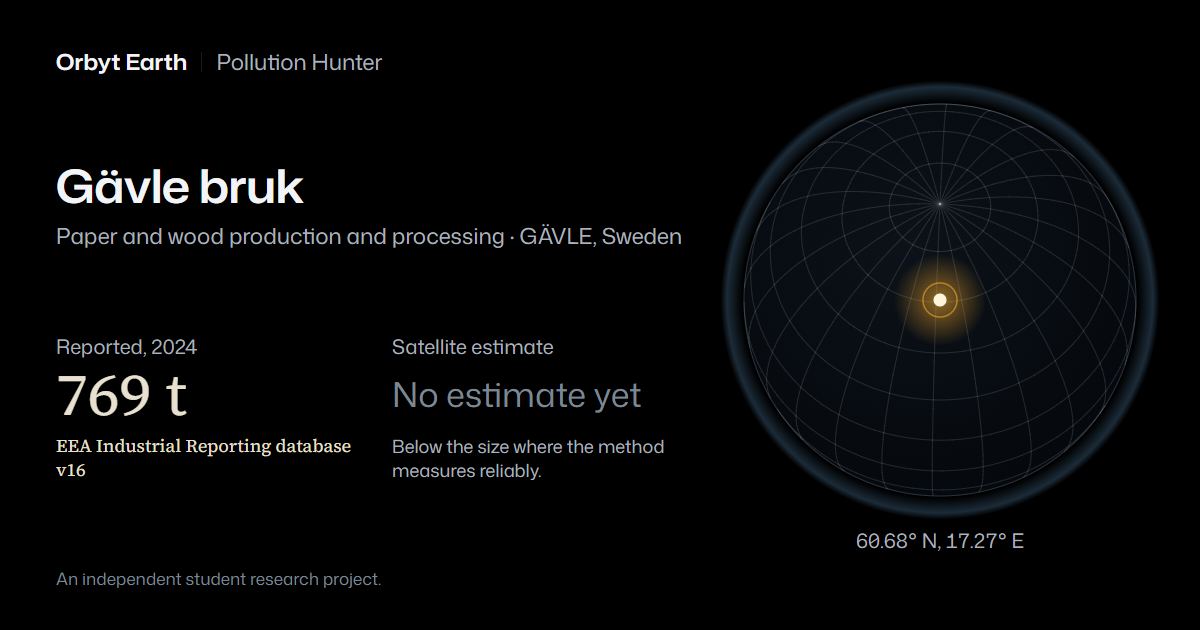 Orbyt Earth | Pollution Hunter
Gävle bruk
Paper and wood production and processing · GÄVLE, Sweden
Reported, 2024
769 t
EEA Industrial Reporting database
v16
Satellite estimate
No estimate yet
Below the size where the method
measures reliably.
60.68° N, 17.27° E
An independent student research project.